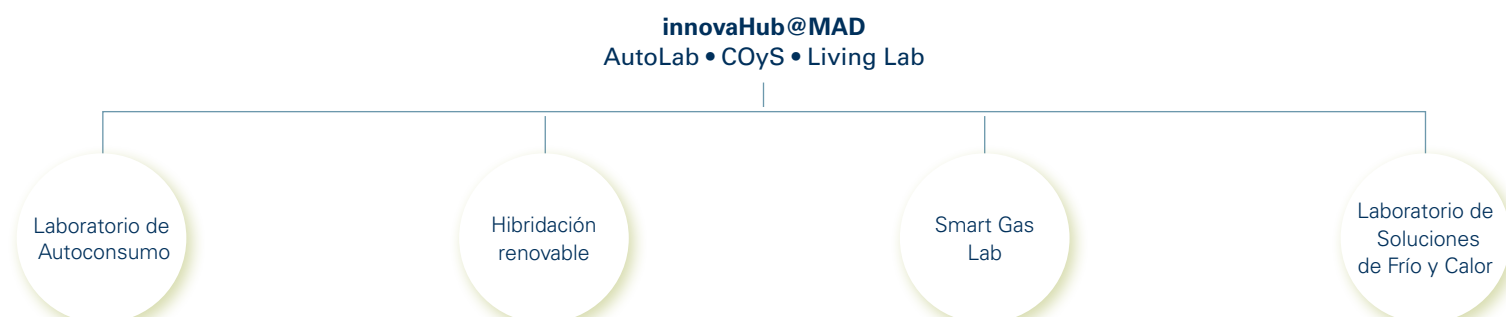 innovaHub@MAD
AutoLab • COyS • Living Lab
Laboratorio de
Autoconsumo
Hibridación
renovable
Smart Gas
Lab
Laboratorio de
Soluciones
de Frío y Calor